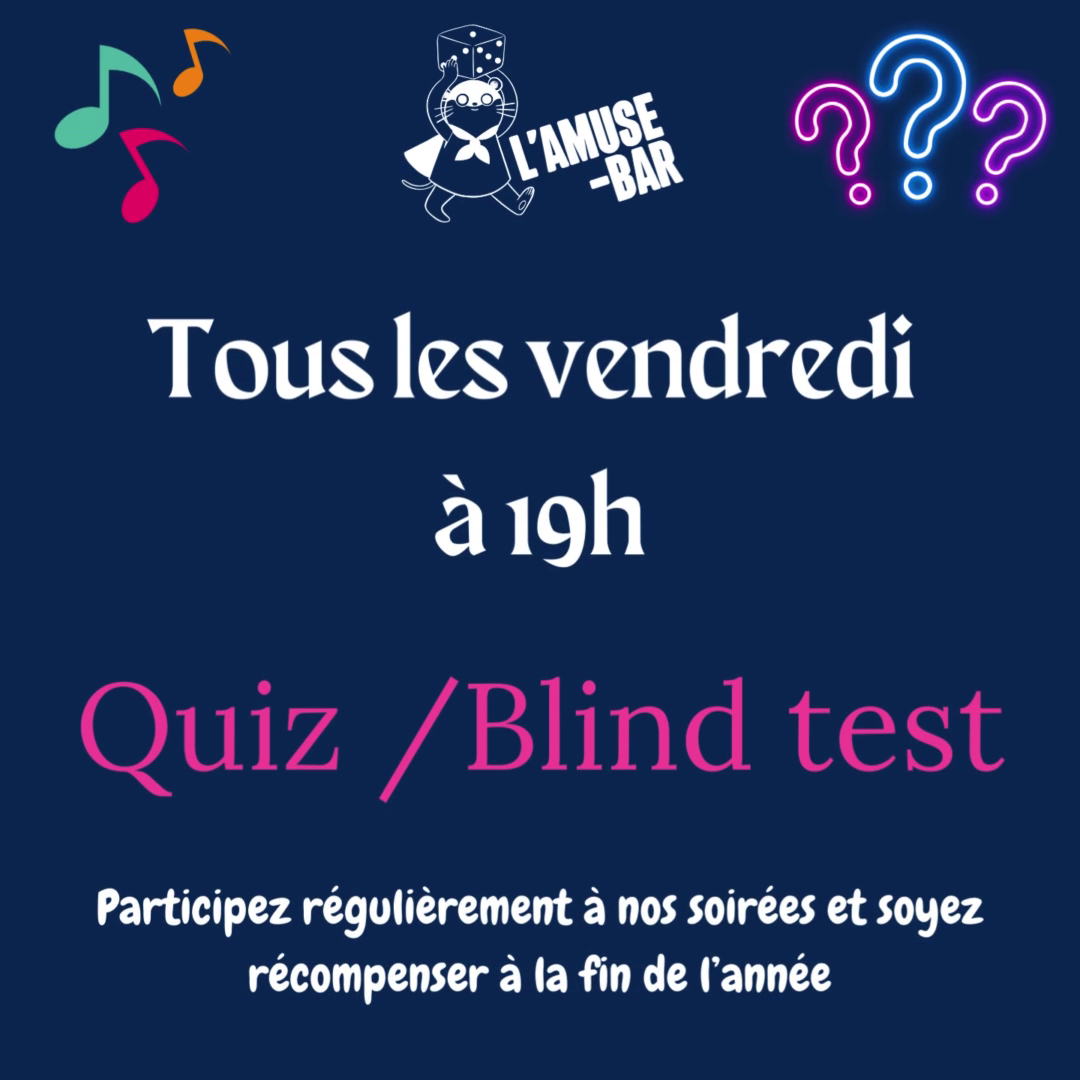 L'AMUSE
-BAR
Tous les vendredi
à 19h
Quiz /Blind test
Participez régulièrement à nos soirées et soyez
récompenser à la fin de l'année